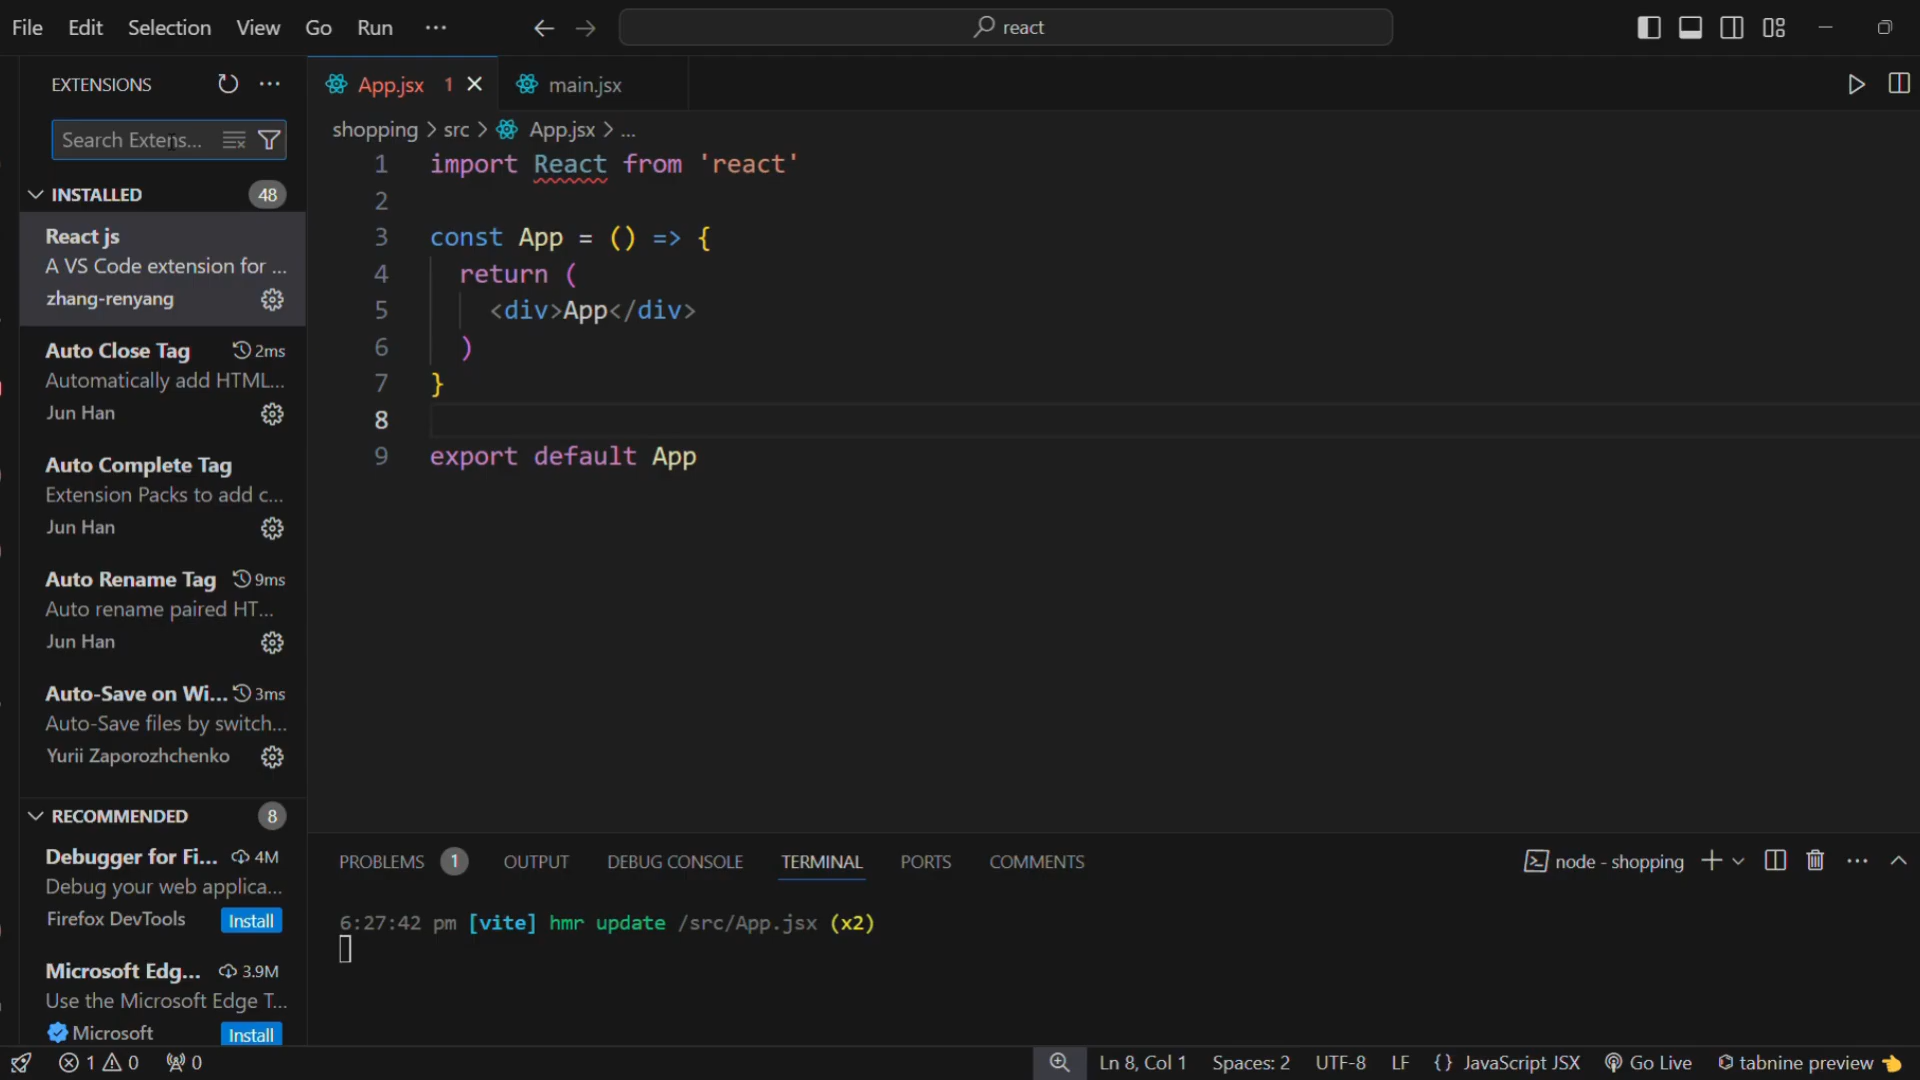 File Edit Selection View Go Run ···
react
EXTENSIONS
Search Extens...
INSTALLED 48
React js
A VS Code extension for ...
zhang-renyang
Auto Close Tag 2ms
Automatically add HTML...
Jun Han
Auto Complete Tag
Extension Packs to add c...
Jun Han
Auto Rename Tag 9ms
Auto rename paired HT...
Jun Han
Auto-Save on Wi... 3ms
Auto-Save files by switch...
Yurii Zaporozhchenko
RECOMMENDED 8
Debugger for Fi... 4M
Debug your web applica...
Firefox DevTools Install
Microsoft Edg... 3.9M
Use the Microsoft Edge T...
Microsoft Install
App.jsx 1 main.jsx
shopping > src > App.jsx > ...
1 import React from 'react'
2
3 const App = () => {
4 return (
5 <div>App</div>
6 )
7 }
8
9 export default App
PROBLEMS 1 OUTPUT DEBUG CONSOLE TERMINAL PORTS COMMENTS
node - shopping
6:27:42 pm [vite] hmr update /src/App.jsx (x2)
1 0 0
Ln 8, Col 1 Spaces: 2 UTF-8 LF {} JavaScript JSX Go Live tabnine preview